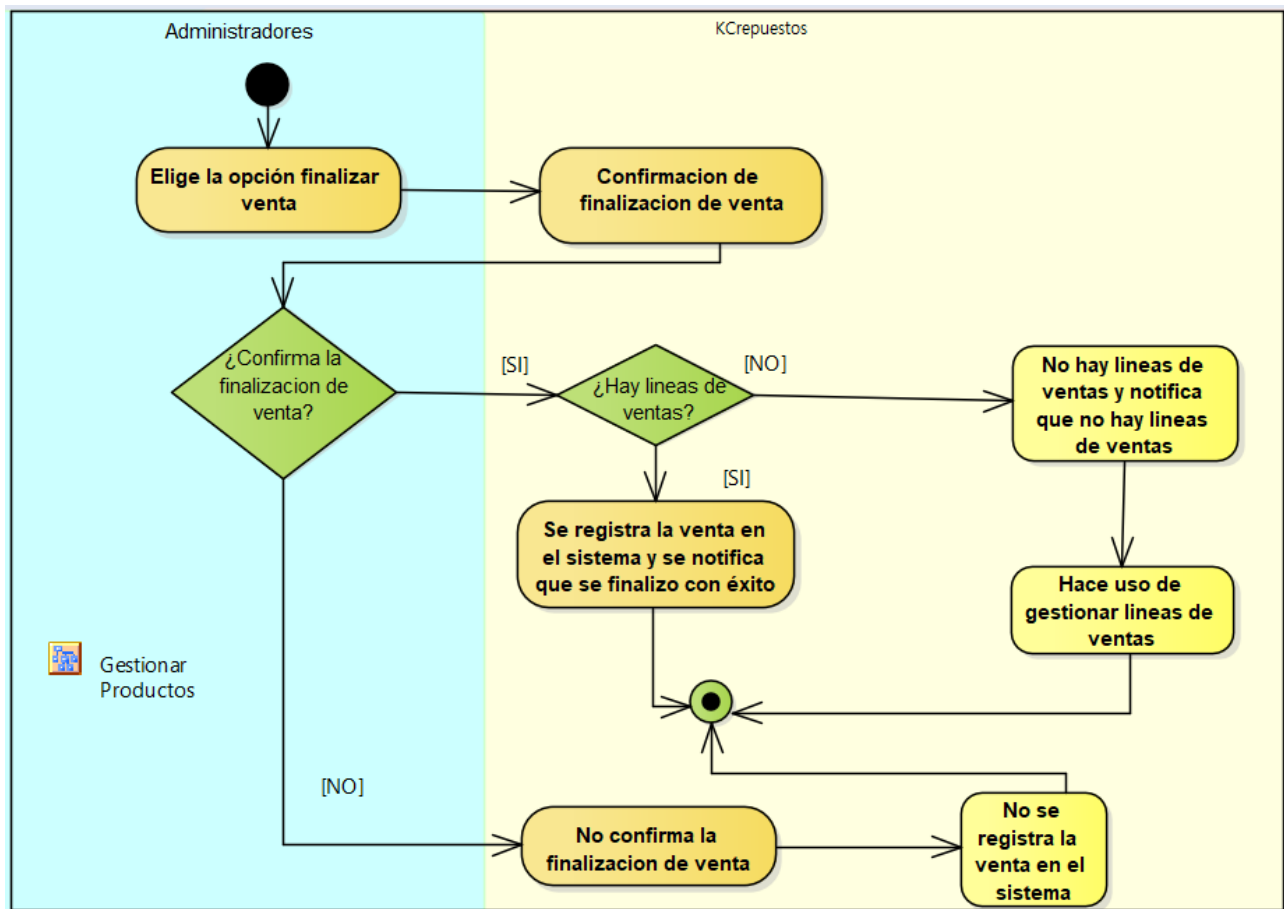 Administradores
KCrepuestos
Elige la opción finalizar
venta
Confirmacion de
finalizacion de venta
¿Confirma la
finalizacion de
venta?
[SI]
¿Hay lineas de
ventas?
[NO]
No hay lineas de
ventas y notifica
que no hay lineas
de ventas
[SI]
Se registra la venta en
el sistema y se notifica
que se finalizo con éxito
Hace uso de
gestionar lineas de
ventas
Gestionar
Productos
[NO]
No confirma la
finalizacion de venta
No se
registra la
venta en el
sistema